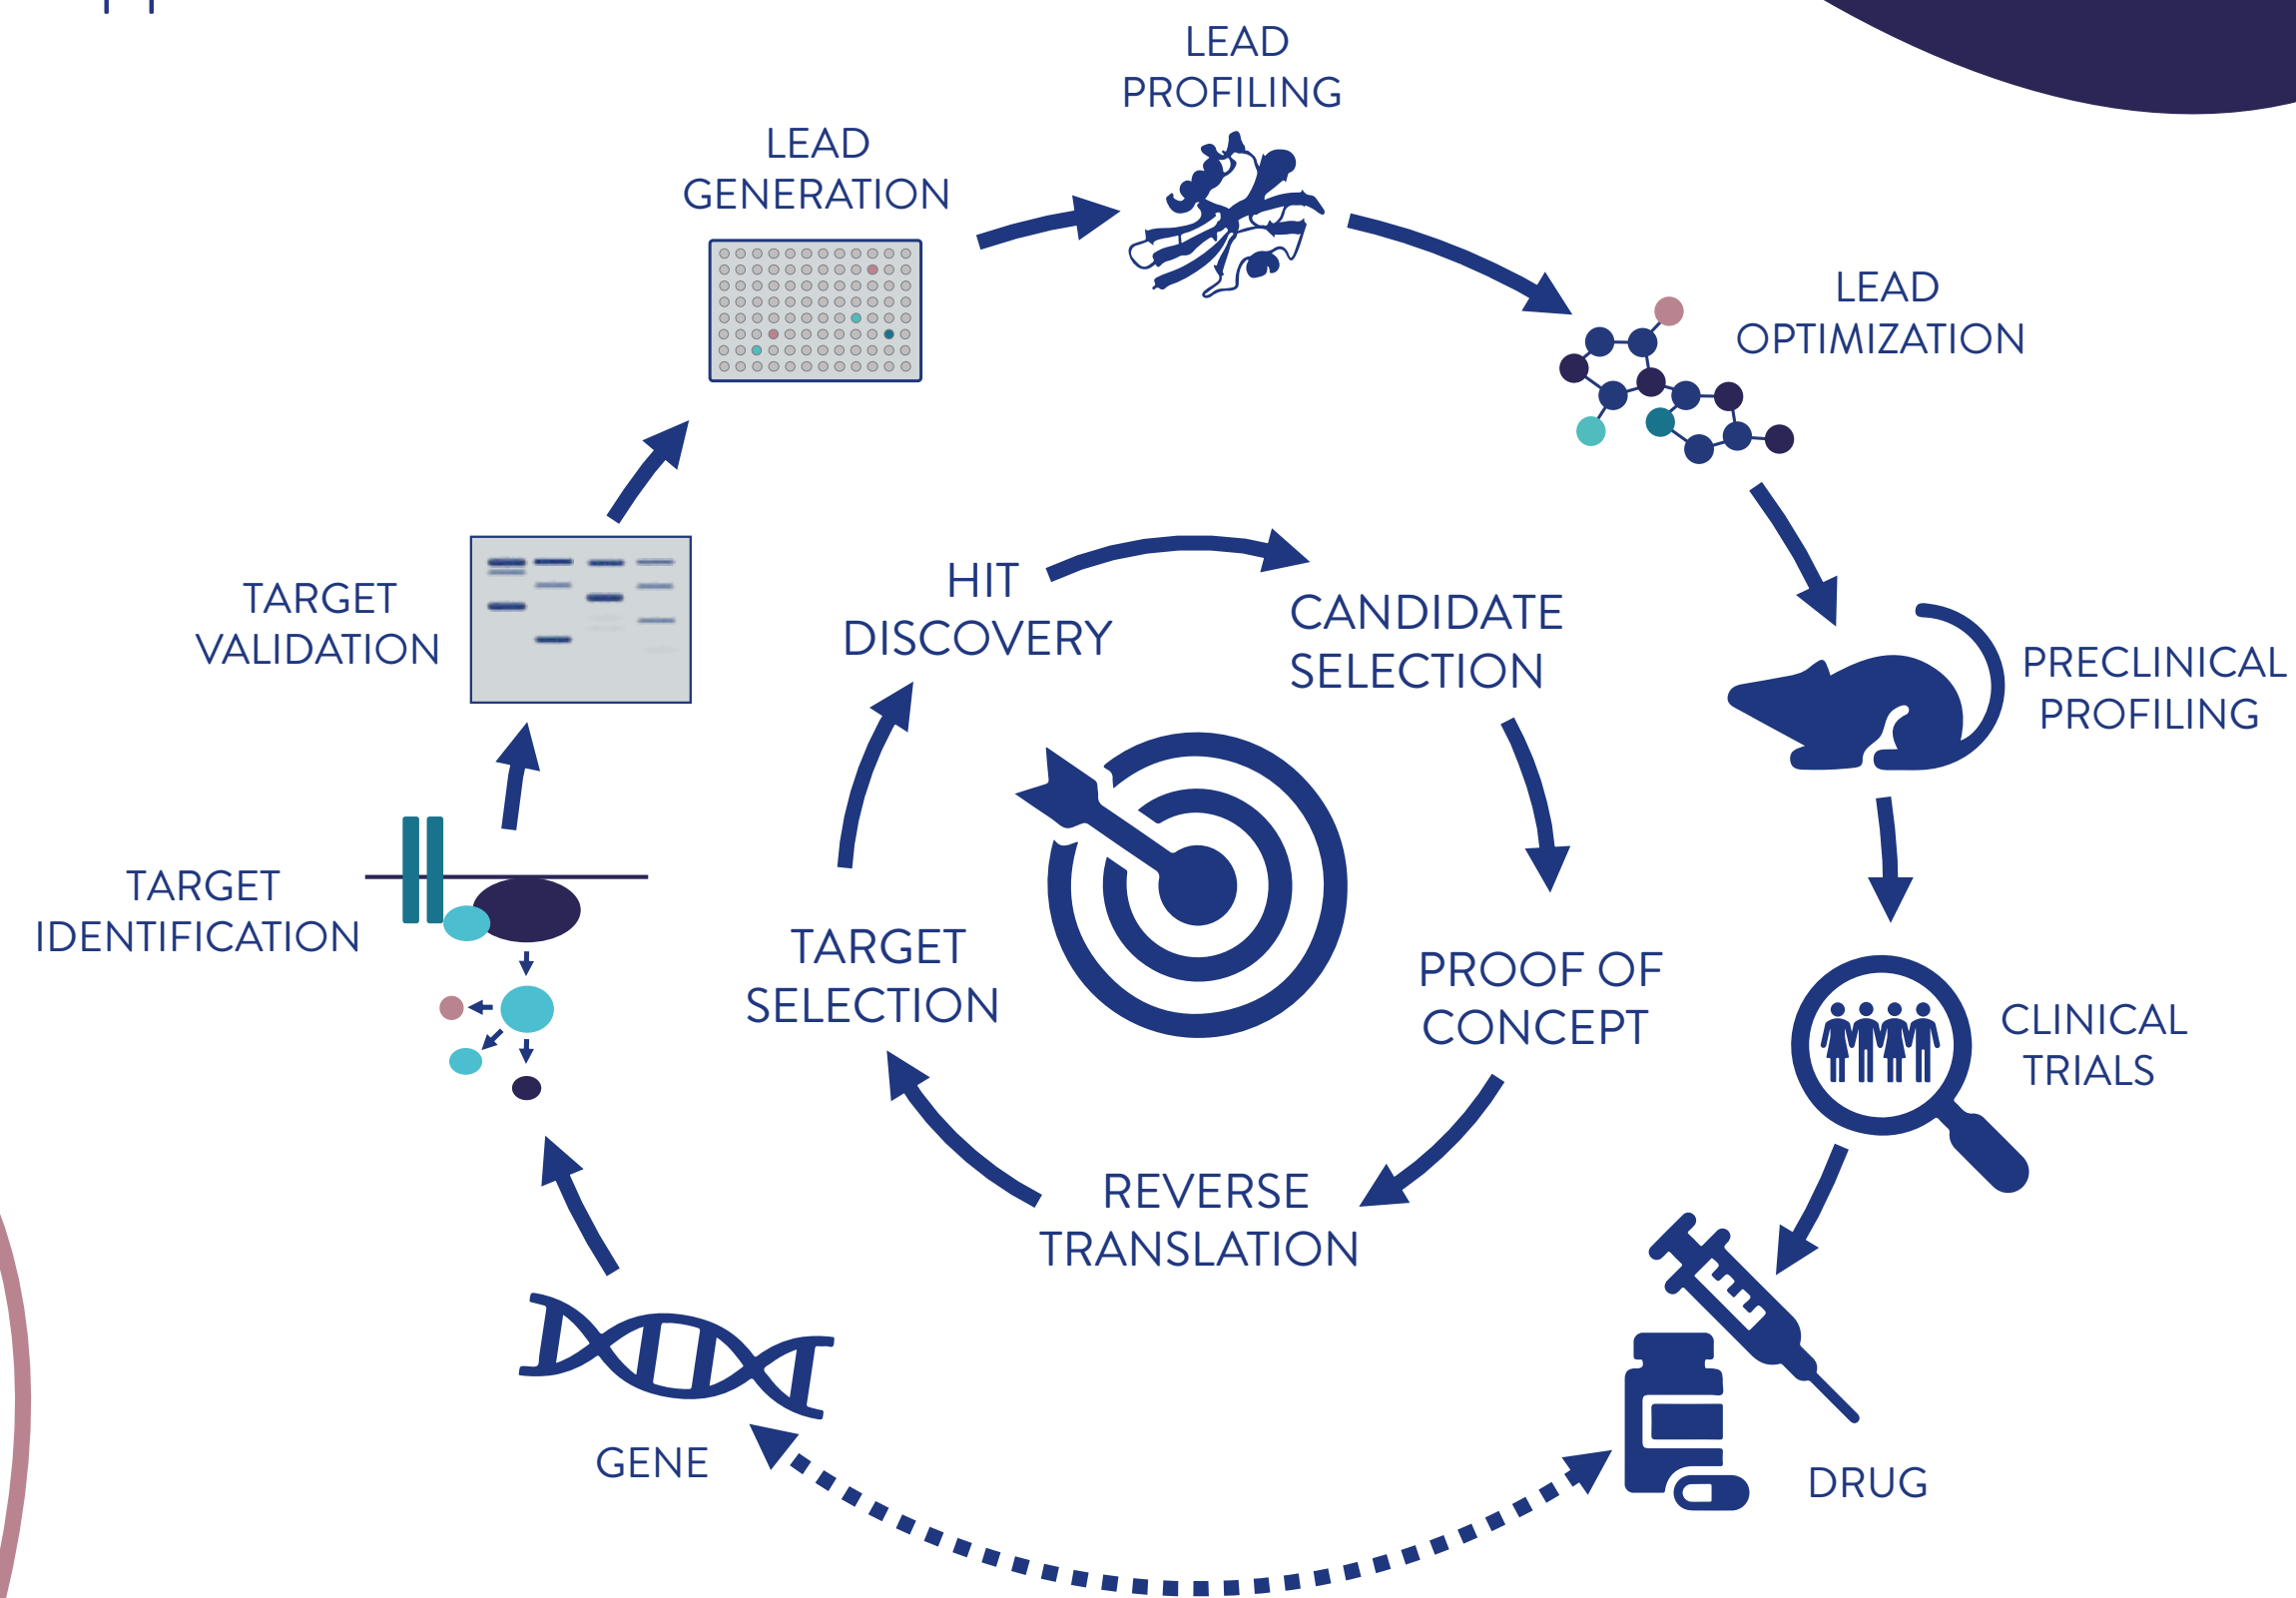 LEAD
PROFILING
LEAD
GENERATION
LEAD
OPTIMIZATION
TARGET
VALIDATION
HIT
DISCOVERY
CANDIDATE
SELECTION
PRECLINICAL
PROFILING
TARGET
IDENTIFICATION
TARGET
SELECTION
PROOF OF
CONCEPT
CLINICAL
TRIALS
REVERSE
TRANSLATION
GENE
DRUG